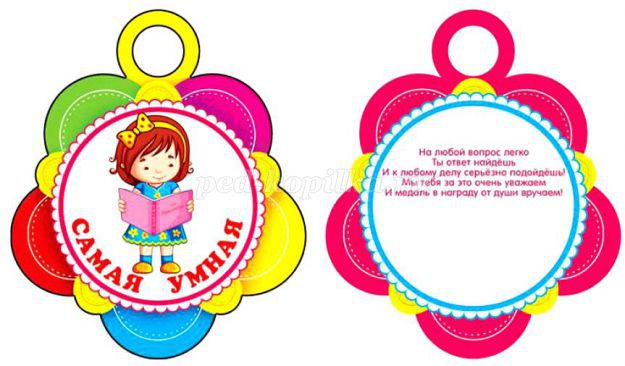 САМАЯ УМНАЯ
На любой вопрос легко
Ты ответ найдёшь
И к любому делу серьёзно подойдёшь!
Мы тебя за это очень уважаем
И медаль в награду от души вручаем!